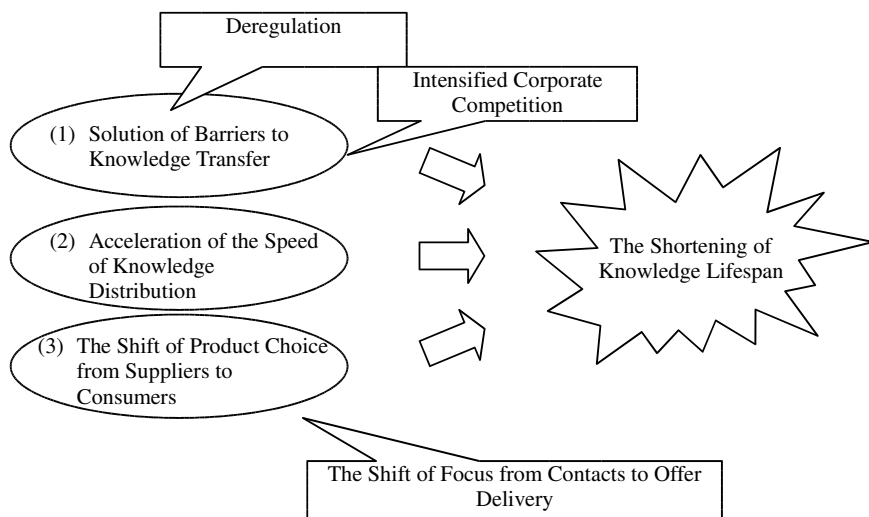 Deregulation
Intensified Corporate
Competition
(1) Solution of Barriers to
Knowledge Transfer
(2) Acceleration of the Speed
of Knowledge
Distribution
(3) The Shift of Product Choice
from Suppliers to
Consumers
The Shortening of
Knowledge Lifespan
The Shift of Focus from Contacts to Offer
Delivery